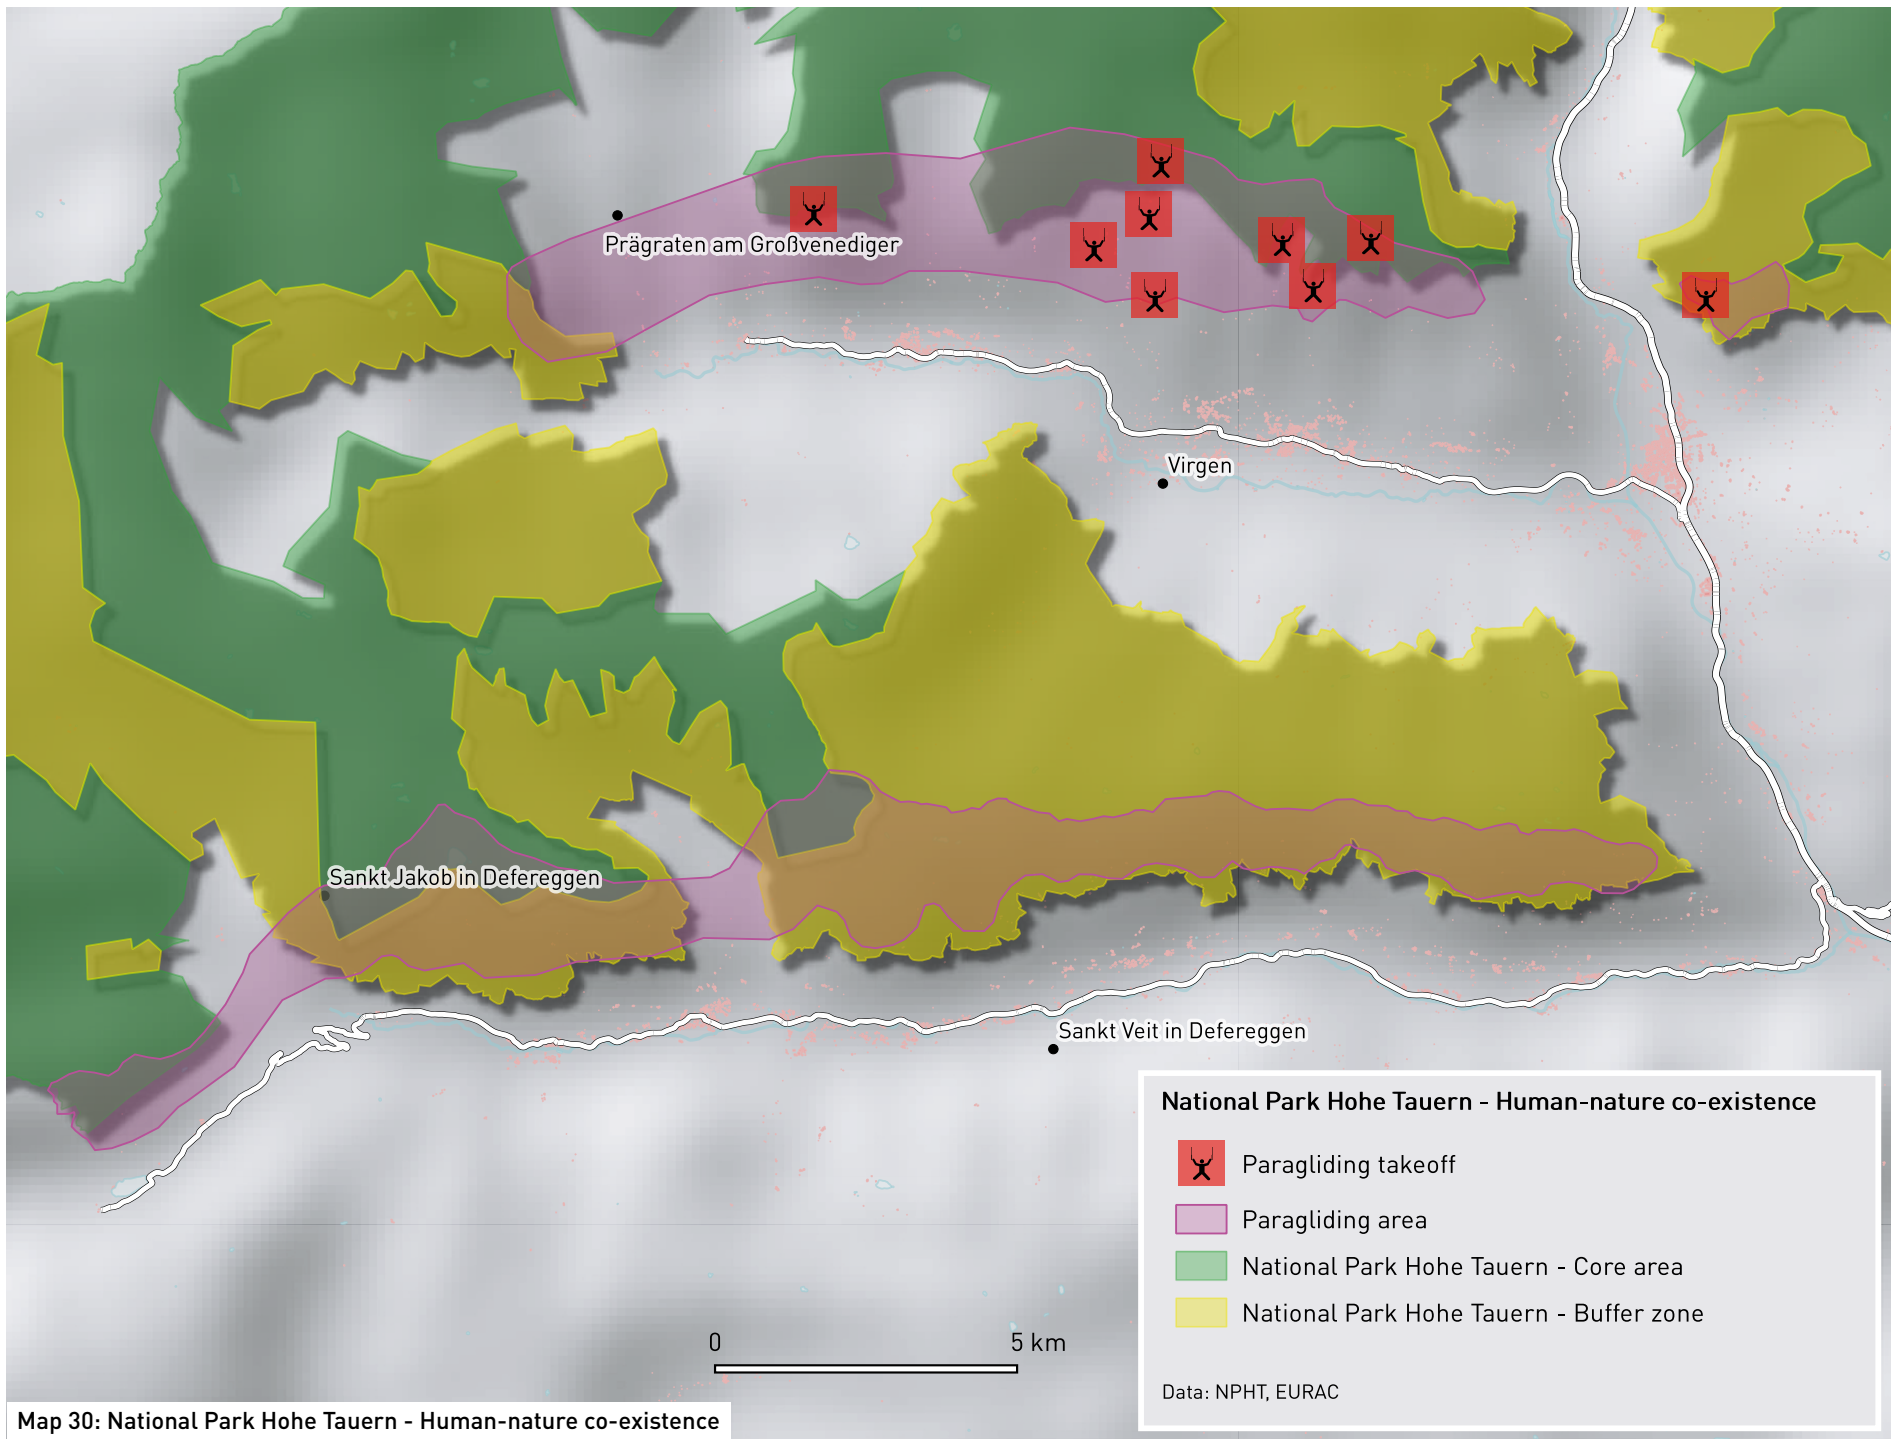 Prägraten am Großvenediger
Virgen
Sankt Jakob in Defereggen
Sankt Veit in Defereggen
National Park Hohe Tauern - Human-nature co-existence
Paragliding takeoff
Paragliding area
National Park Hohe Tauern - Core area
National Park Hohe Tauern - Buffer zone
Data: NPHT, EURAC
0 5 km
Map 30: National Park Hohe Tauern - Human-nature co-existence